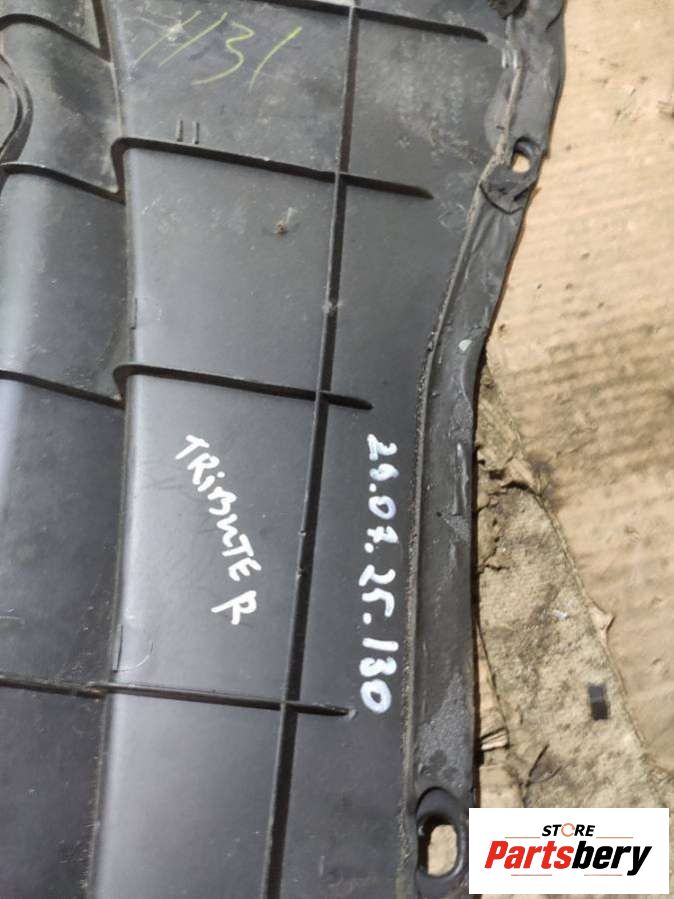 1131
TRiBUTE R
29.07.25.130
STORE
Partsbery